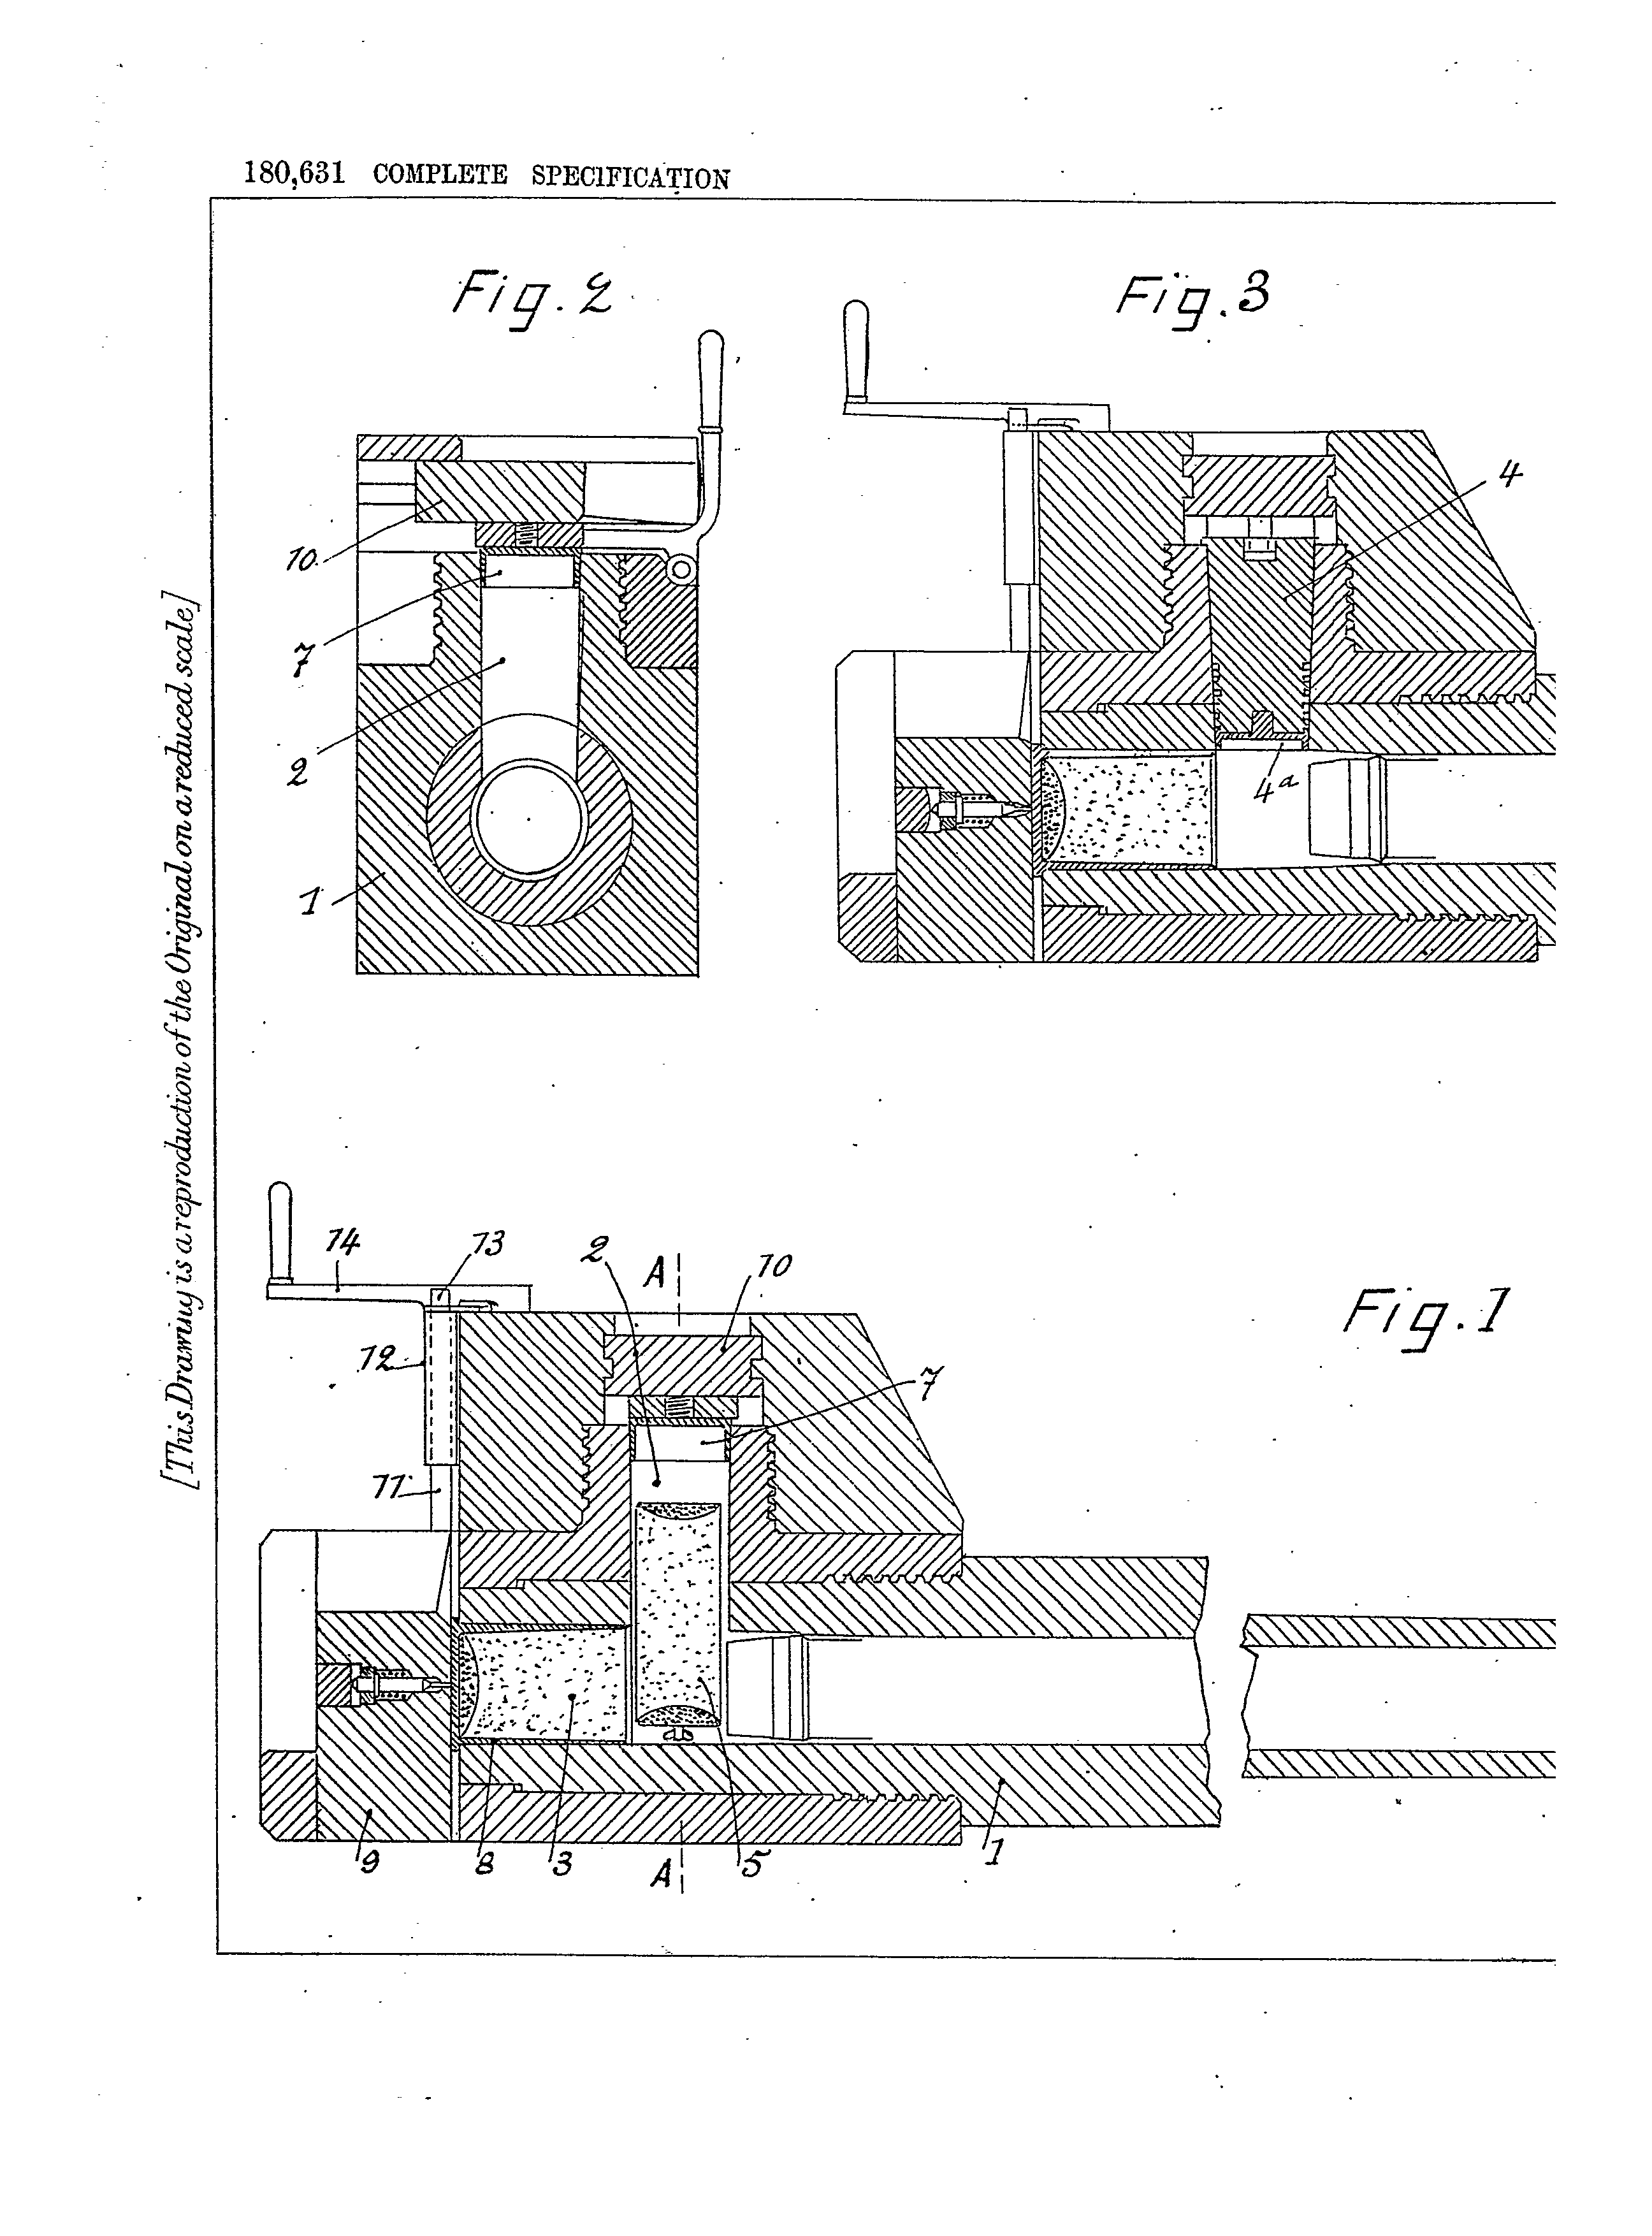 180,631 COMPLETE SPECIFICATION
[This Drawing is a reproduction of the Original on a reduced scale]
Fig. 2
10
7
2
1
Fig. 3
4
4a
Fig. 1
14
13
2
A
10
12
7
11
9
8
3
A
5
1